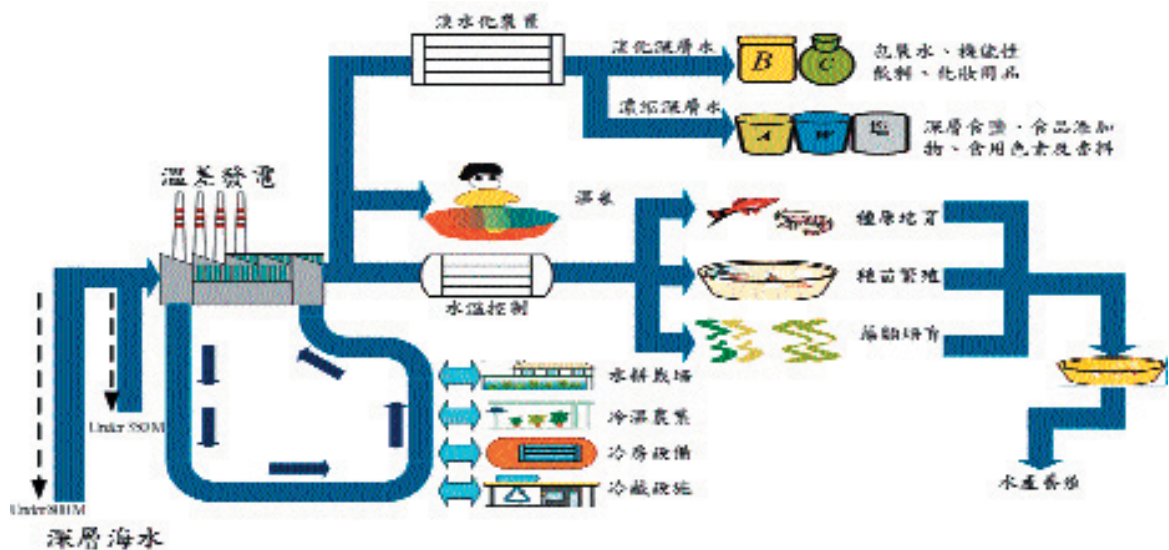 淡水化裝置
淡化深層水
B
C
包裝水、機能性
飲料、化妝用品
濃縮深層水
A
W
深層食鹽、食品添加
物、食用色素及香料
溫差發電
溫泉
種原培育
水溫控制
種苗繁殖
藻類培育
水耕栽培
冷溫農業
冷房設備
冷藏設施
水產養殖
深層海水